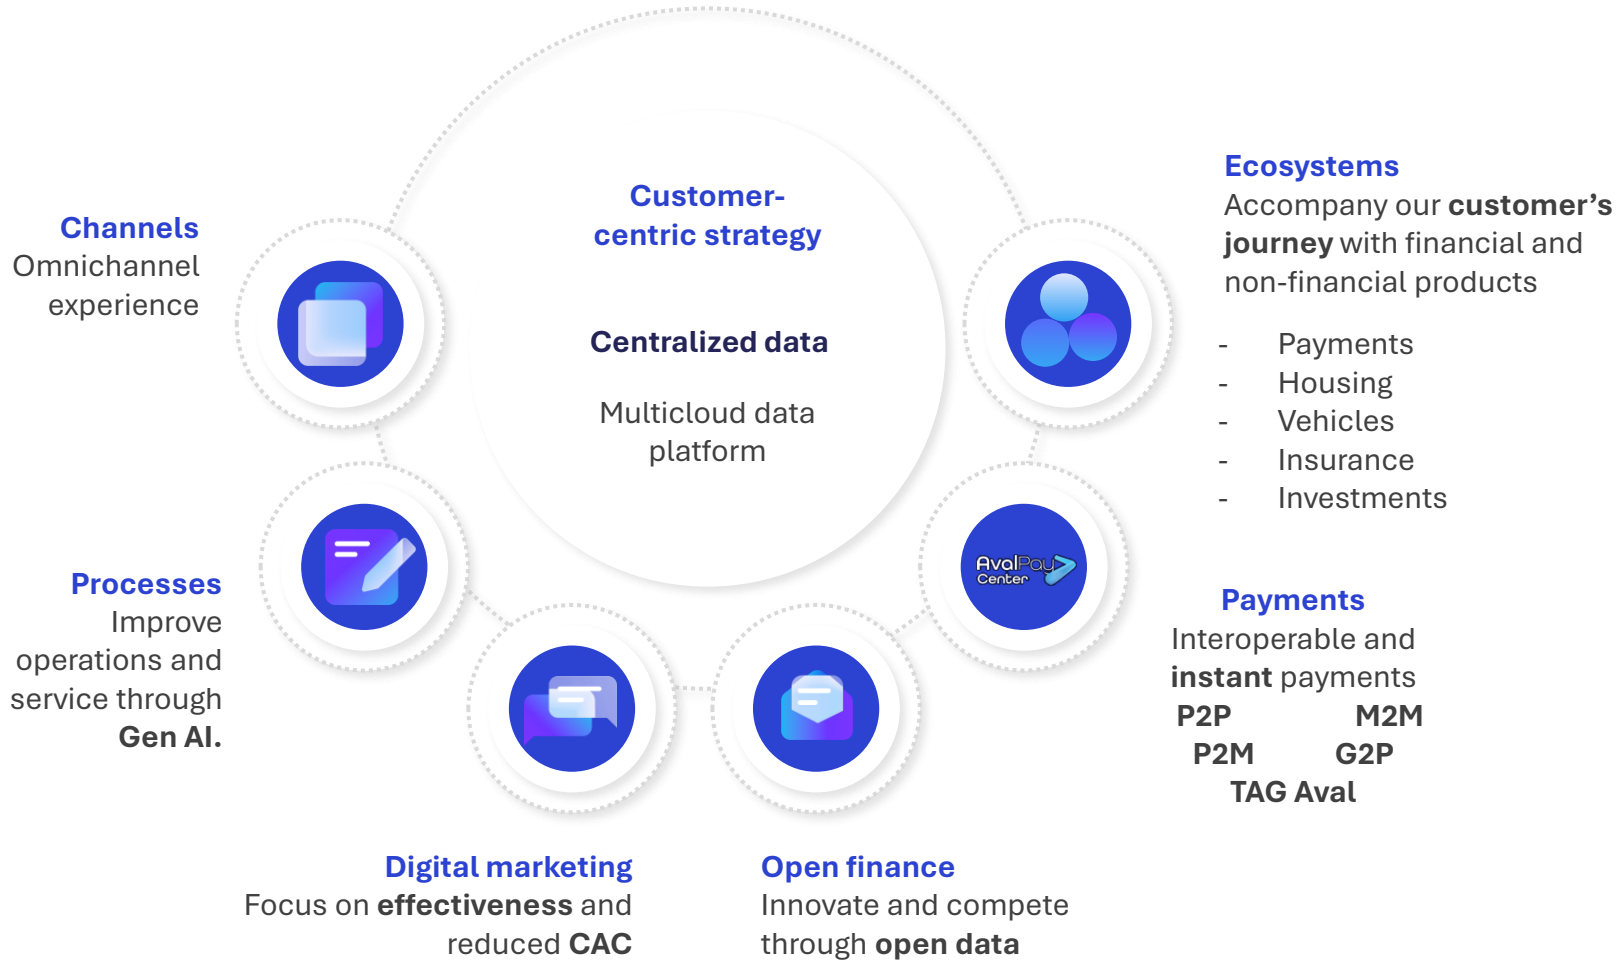 Customer-
centric strategy
Centralized data
Multicloud data
platform
Channels
Omnichannel
experience
Processes
Improve
operations and
service through
Gen AI.
Digital marketing
Focus on effectiveness and
reduced CAC
Open finance
Innovate and compete
through open data
AvalPay
Center
Payments
Interoperable and
instant payments
P2P M2M
P2M G2P
TAG Aval
Ecosystems
Accompany our customer’s
journey with financial and
non-financial products
- Payments
- Housing
- Vehicles
- Insurance
- Investments